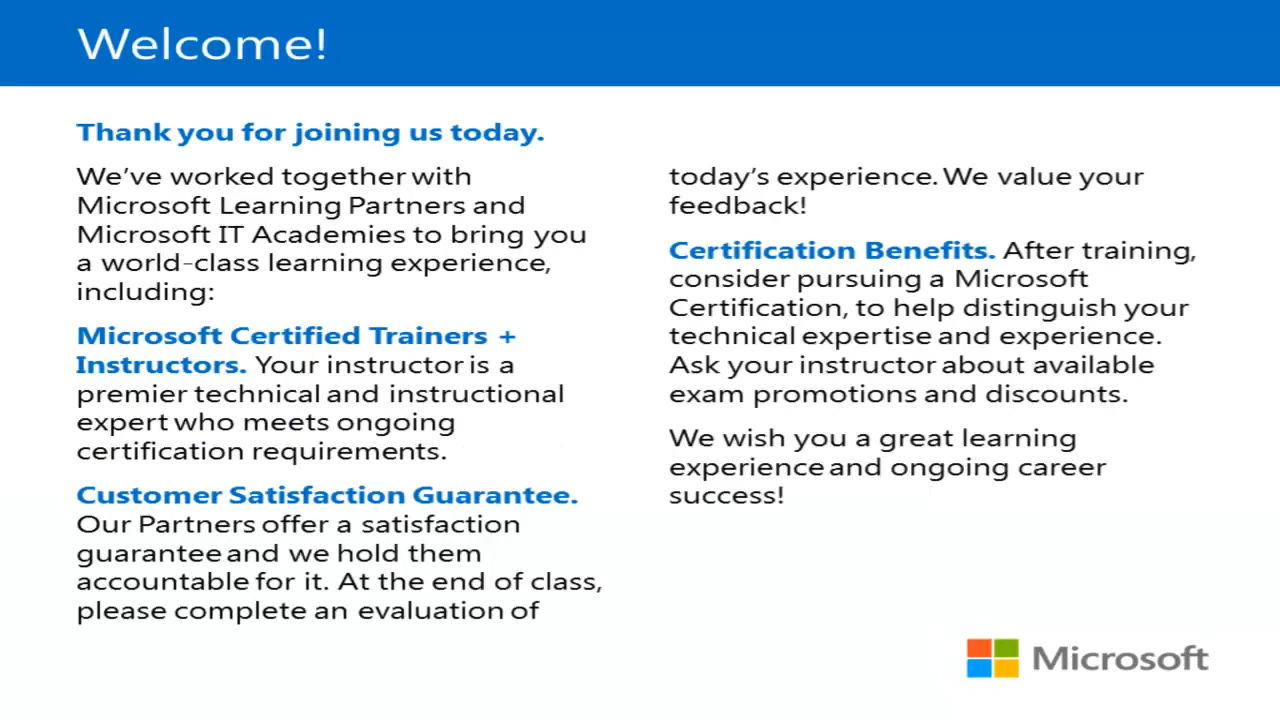 Welcome!
Thank you for joining us today.
We've worked together with
Microsoft Learning Partners and
Microsoft IT Academies to bring you
a world-class learning experience,
including:
Microsoft Certified Trainers +
Instructors. Your instructor is a
premier technical and instructional
expert who meets ongoing
certification requirements.
Customer Satisfaction Guarantee.
Our Partners offer a satisfaction
guarantee and we hold them
accountable for it. At the end of class,
please complete an evaluation of
today's experience. We value your
feedback!
Certification Benefits. After training,
consider pursuing a Microsoft
Certification, to help distinguish your
technical expertise and experience.
Ask your instructor about available
exam promotions and discounts.
We wish you a great learning
experience and ongoing career
success!
Microsoft